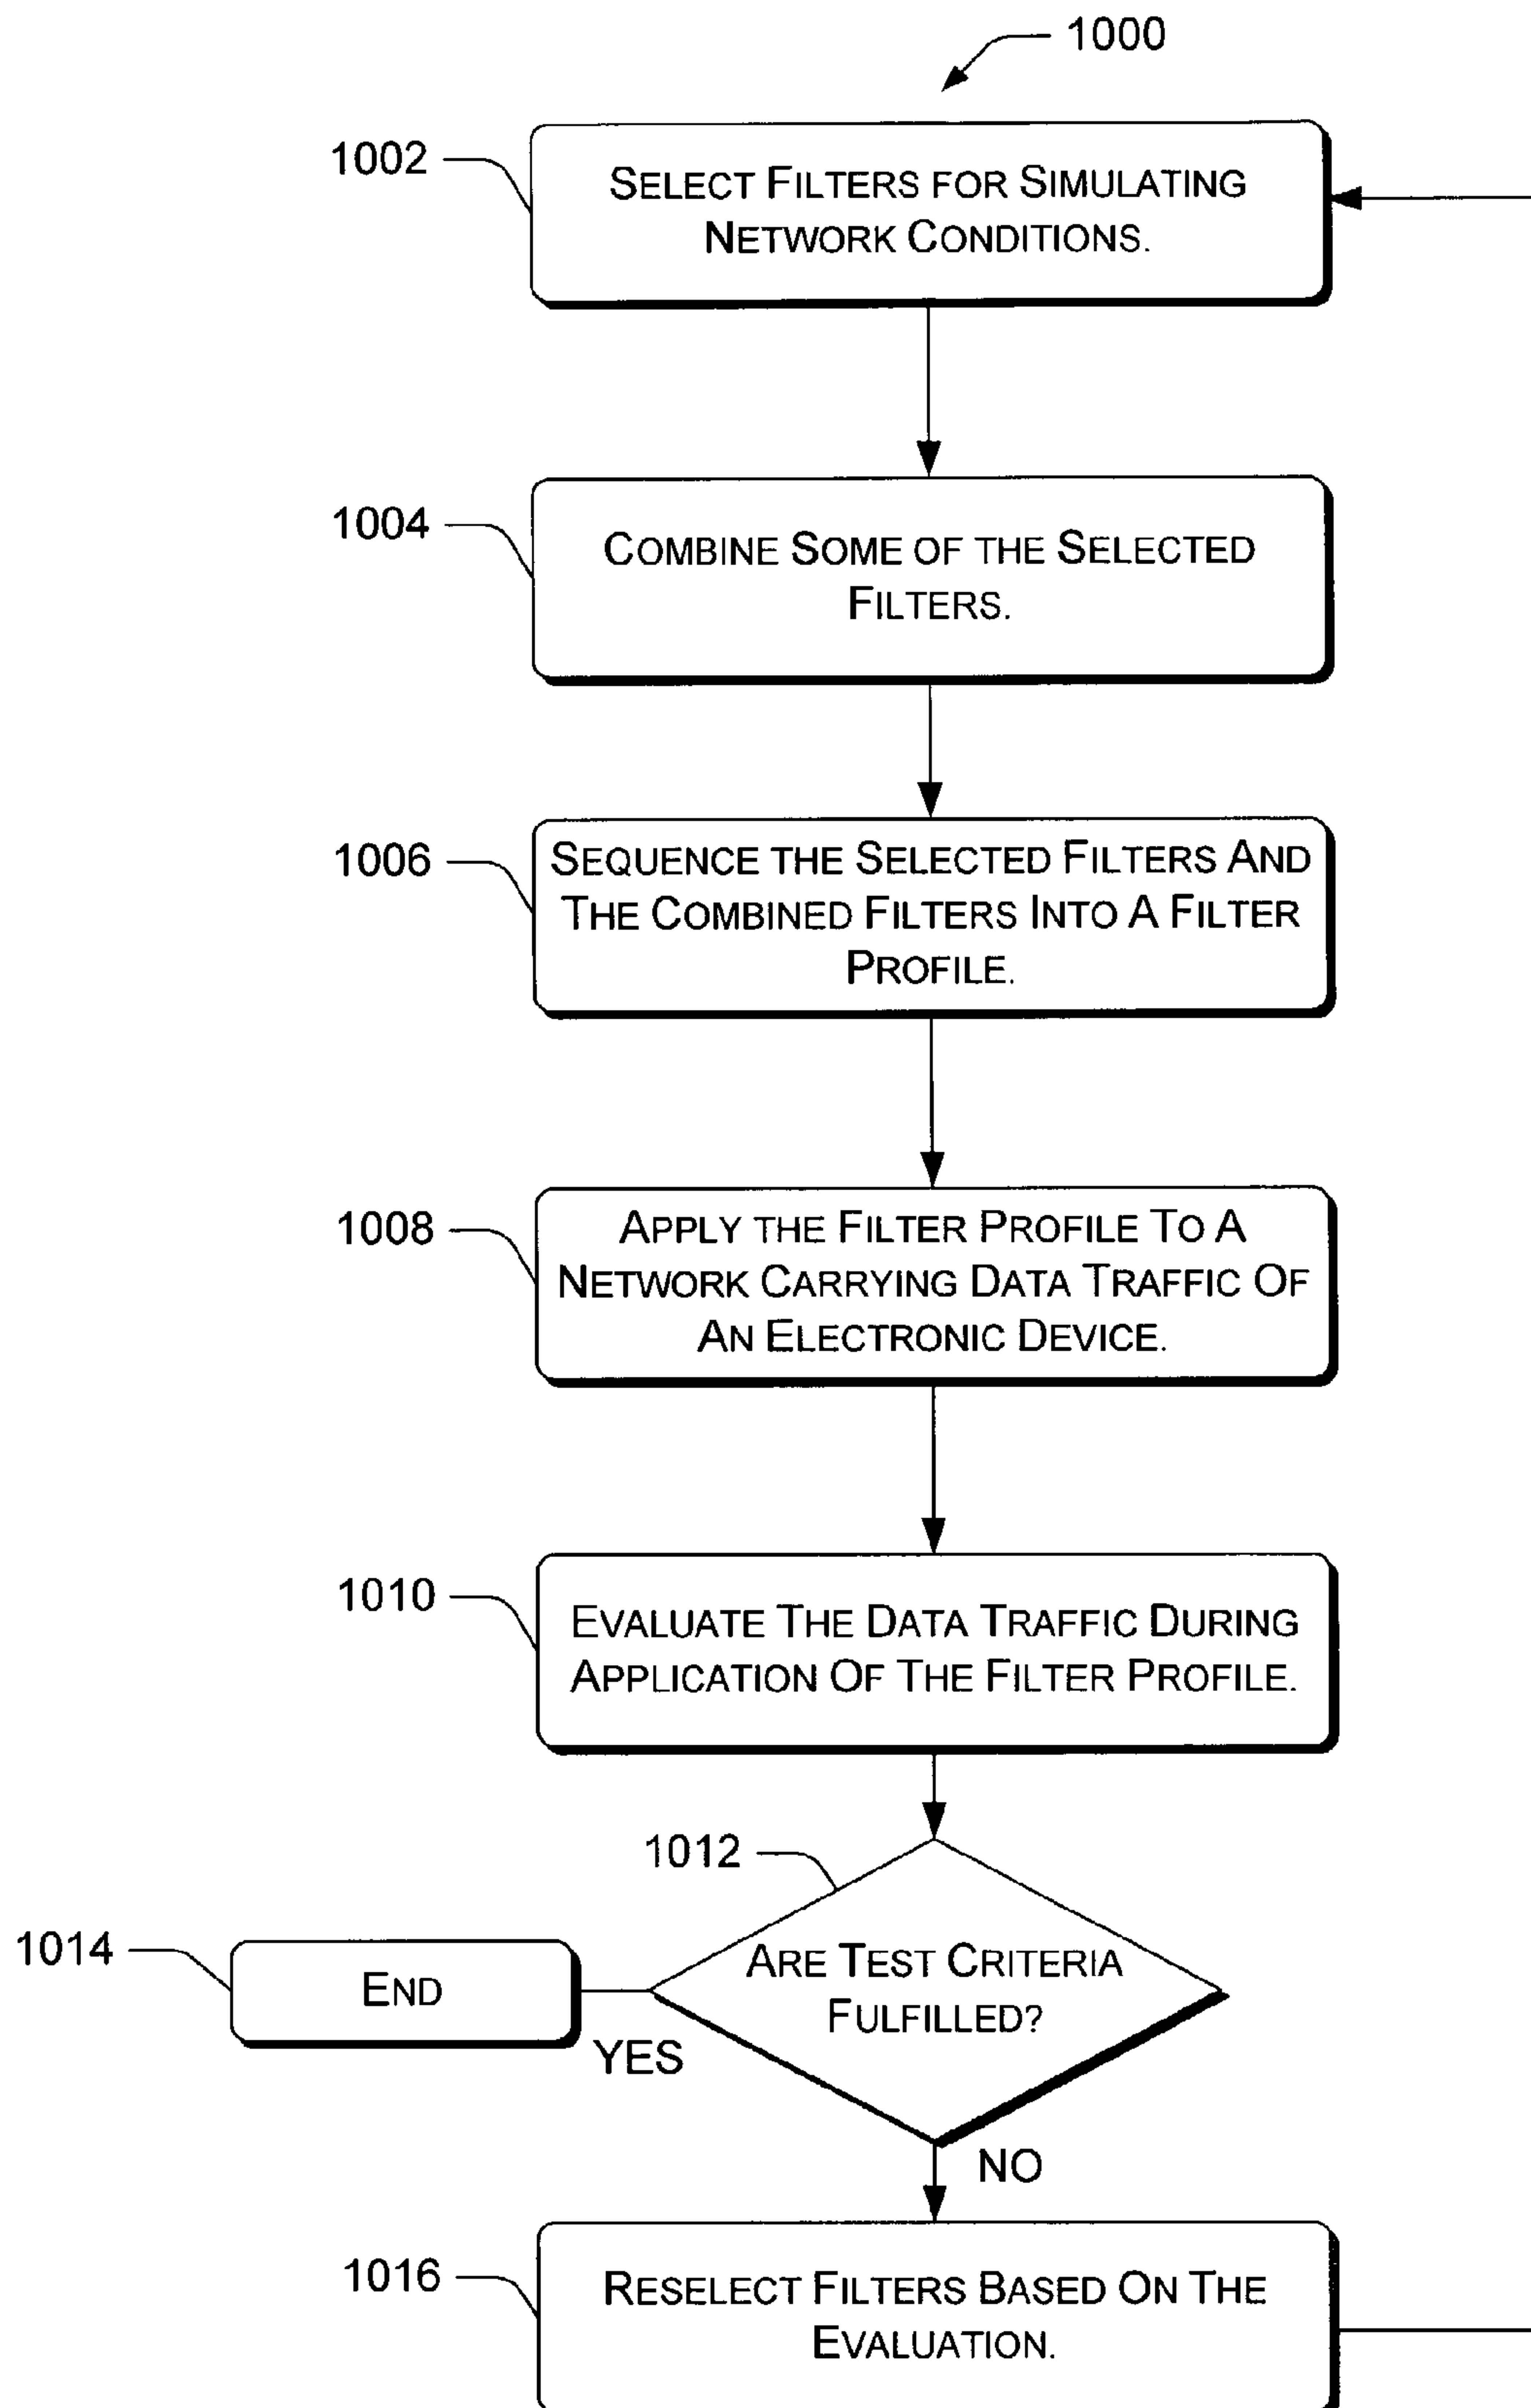 1000
1002
SELECT FILTERS FOR SIMULATING
NETWORK CONDITIONS.
1004
COMBINE SOME OF THE SELECTED
FILTERS.
1006
SEQUENCE THE SELECTED FILTERS AND
THE COMBINED FILTERS INTO A FILTER
PROFILE.
1008
APPLY THE FILTER PROFILE TO A
NETWORK CARRYING DATA TRAFFIC OF
AN ELECTRONIC DEVICE.
1010
EVALUATE THE DATA TRAFFIC DURING
APPLICATION OF THE FILTER PROFILE.
1012
ARE TEST CRITERIA
FULFILLED?
1014
END
YES
NO
1016
RESELECT FILTERS BASED ON THE
EVALUATION.